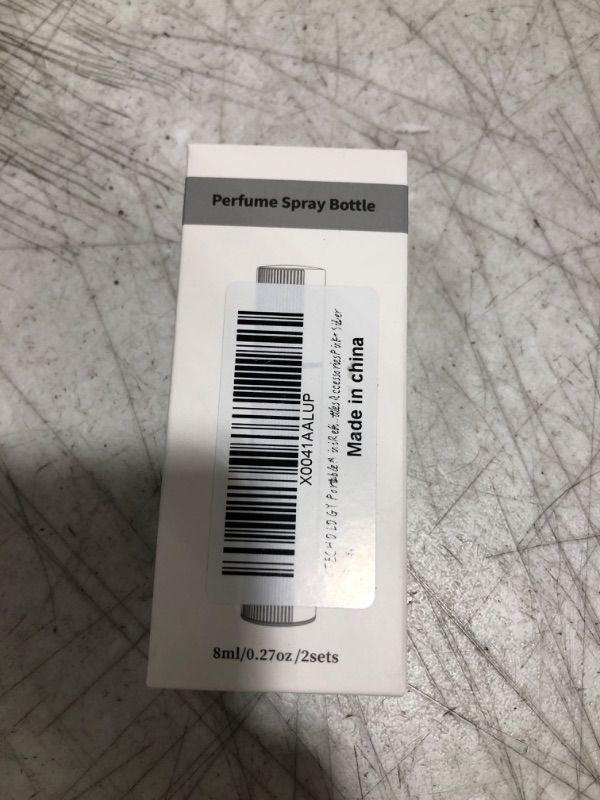 Perfume Spray Bottle
X0041AALUP
Made in china
8ml/0.27oz/2sets